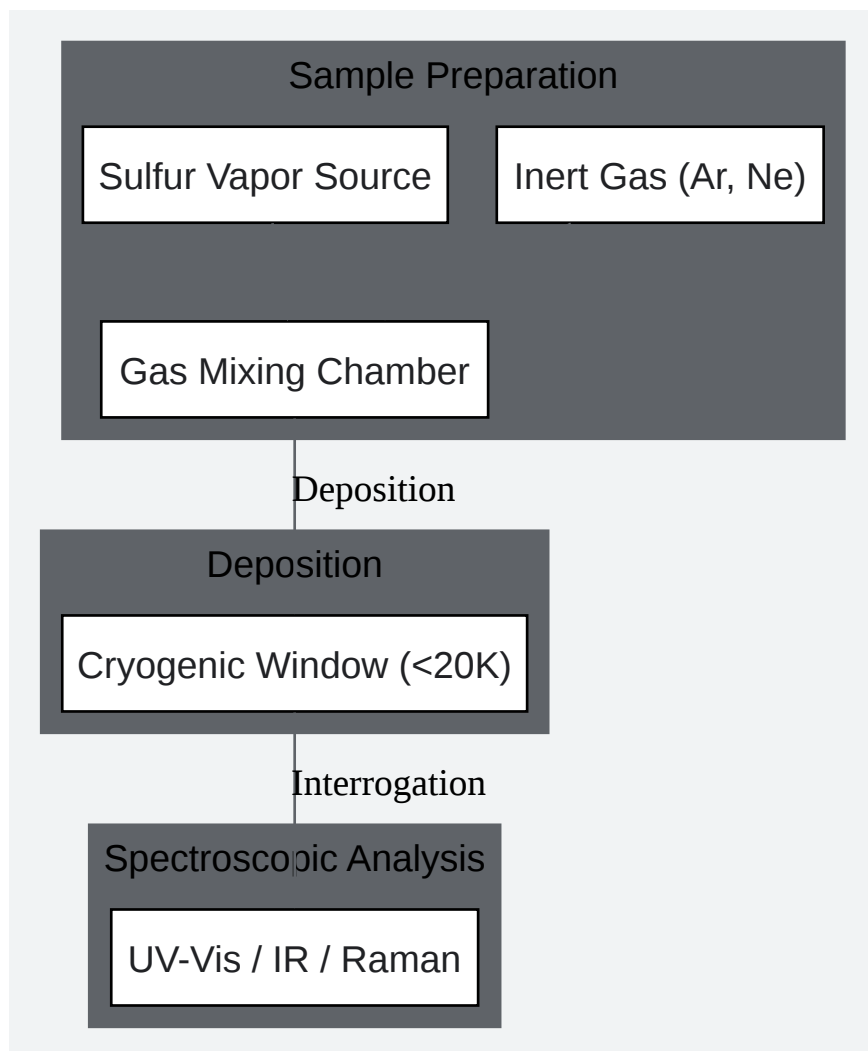 Sample Preparation
Sulfur Vapor Source
Inert Gas (Ar, Ne)
Gas Mixing Chamber
Deposition
Deposition
Cryogenic Window (<20K)
Interrogation
Spectroscopic Analysis
UV-Vis / IR / Raman